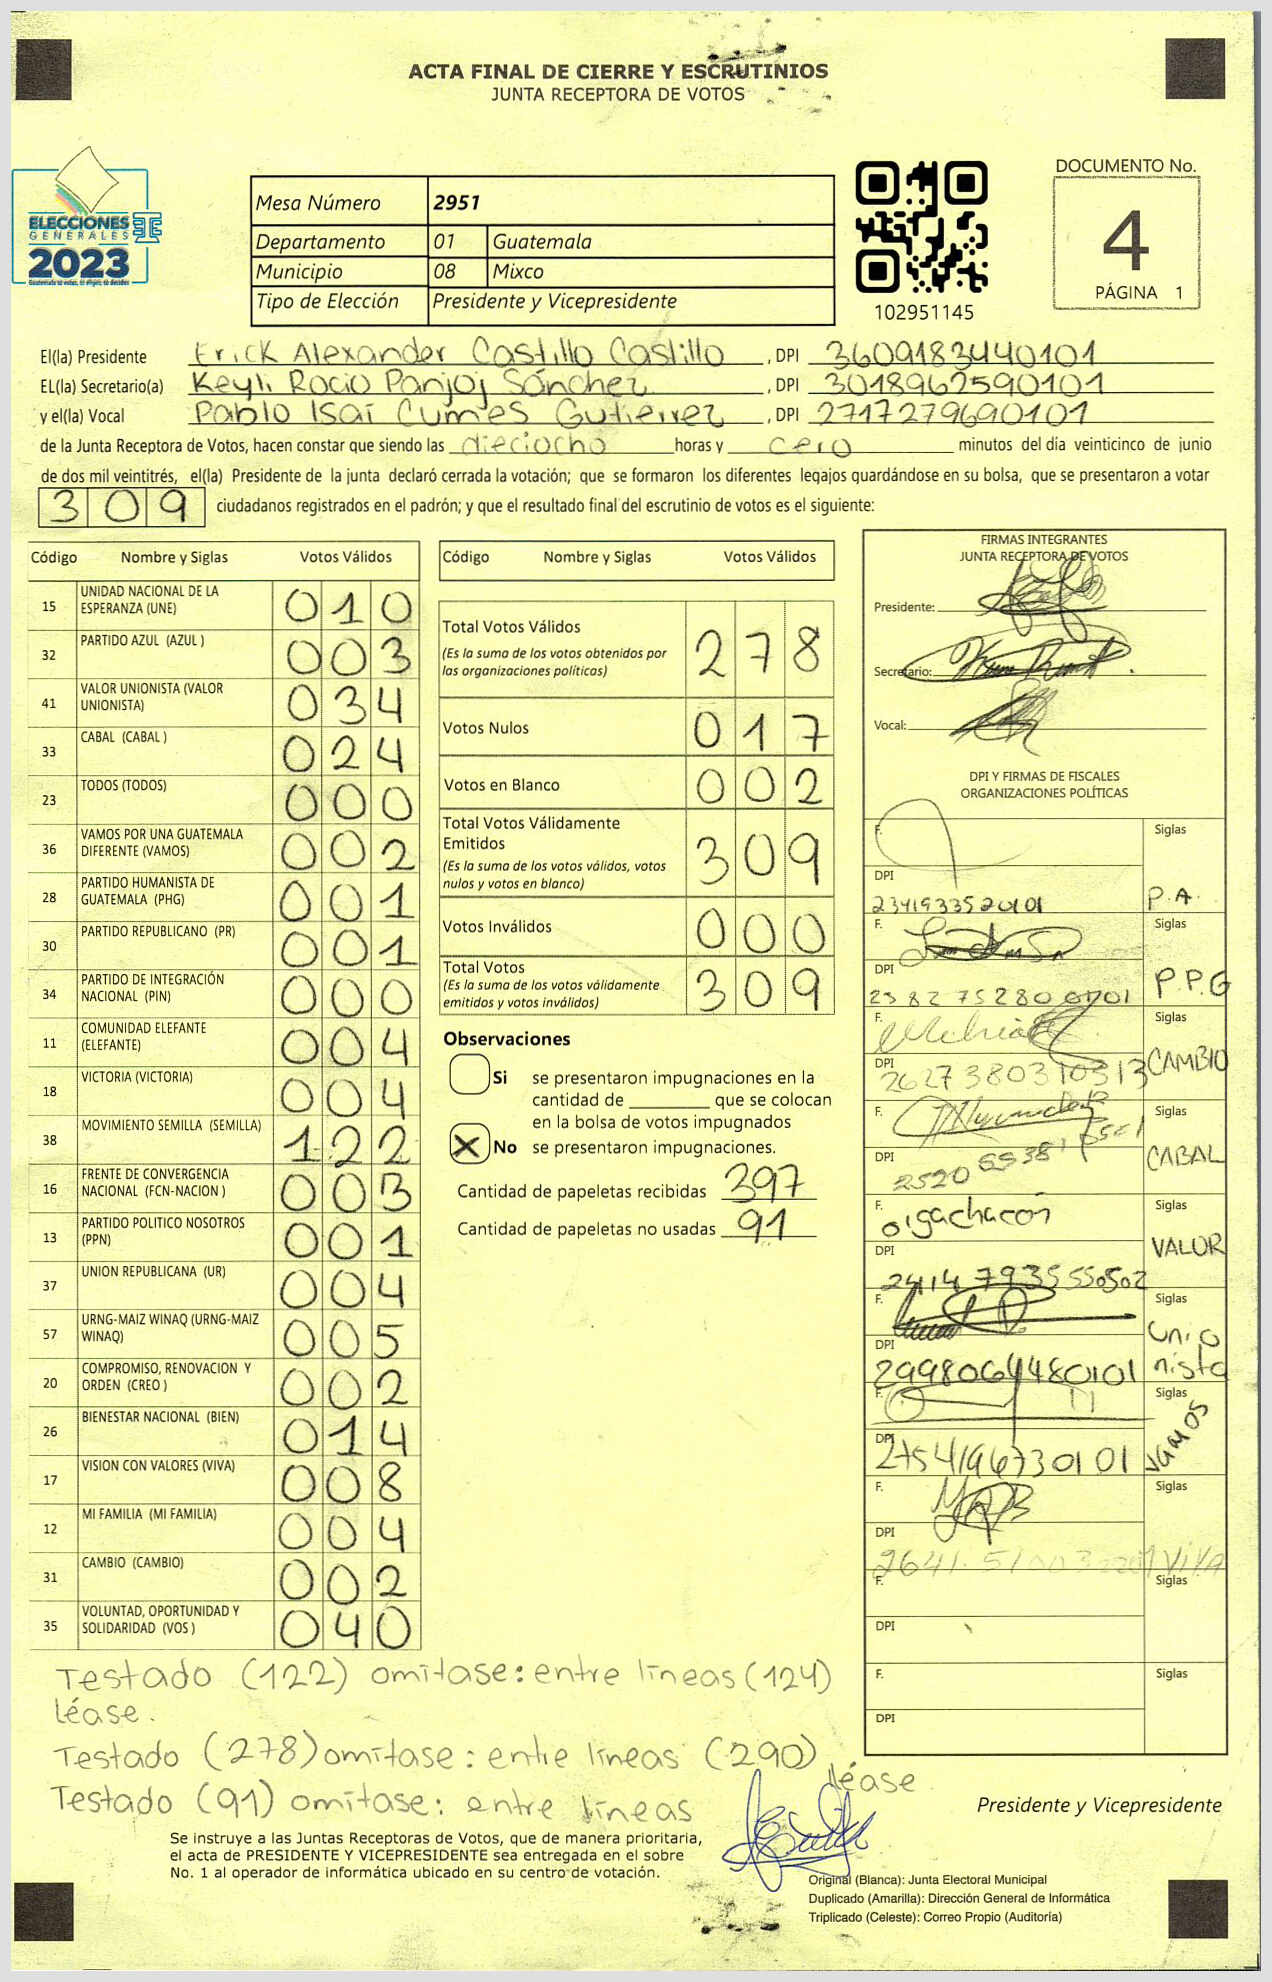 ACTA FINAL DE CIERRE Y ESCRUTINIOS
JUNTA RECEPTORA DE VOTOS
ELECCIONES
GENERALES
2023
Mesa Número 2951
Departamento 01 Guatemala
Municipio 08 Mixco
Tipo de Elección Presidente y Vicepresidente
102951145
DOCUMENTO No.
4
PÁGINA 1
El(la) Presidente Erick Alexander Castillo Castillo , DPI 3609183440101
EL(la) Secretario(a) Keyli Rocio Panjoj Sánchez , DPI 3018962590101
y el(la) Vocal Pablo Isaí Cumes Gutierrez , DPI 2717279690101
de la Junta Receptora de Votos, hacen constar que siendo las dieciocho horas y cero minutos del día veinticinco de junio
de dos mil veintitrés, el(la) Presidente de la junta declaró cerrada la votación; que se formaron los diferentes legajos quardándose en su bolsa, que se presentaron a votar
309 ciudadanos registrados en el padrón; y que el resultado final del escrutinio de votos es el siguiente:
Código Nombre y Siglas Votos Válidos
15 UNIDAD NACIONAL DE LA ESPERANZA (UNE) 010
32 PARTIDO AZUL (AZUL ) 003
41 VALOR UNIONISTA (VALOR UNIONISTA) 034
33 CABAL (CABAL ) 024
23 TODOS (TODOS) 000
36 VAMOS POR UNA GUATEMALA DIFERENTE (VAMOS) 002
28 PARTIDO HUMANISTA DE GUATEMALA (PHG) 001
30 PARTIDO REPUBLICANO (PR) 001
34 PARTIDO DE INTEGRACIÓN NACIONAL (PIN) 000
11 COMUNIDAD ELEFANTE (ELEFANTE) 004
18 VICTORIA (VICTORIA) 004
38 MOVIMIENTO SEMILLA (SEMILLA) 122
16 FRENTE DE CONVERGENCIA NACIONAL (FCN-NACION ) 003
13 PARTIDO POLITICO NOSOTROS (PPN) 001
37 UNION REPUBLICANA (UR) 004
57 URNG-MAIZ WINAQ (URNG-MAIZ WINAQ) 005
20 COMPROMISO, RENOVACION Y ORDEN (CREO ) 002
26 BIENESTAR NACIONAL (BIEN) 014
17 VISION CON VALORES (VIVA) 008
12 MI FAMILIA (MI FAMILIA) 004
31 CAMBIO (CAMBIO) 002
35 VOLUNTAD, OPORTUNIDAD Y SOLIDARIDAD (VOS ) 040
Código Nombre y Siglas Votos Válidos
Total Votos Válidos 278
(Es la suma de los votos obtenidos por
las organizaciones políticas)
Votos Nulos 017
Votos en Blanco 002
Total Votos Válidamente
Emitidos 309
(Es la suma de los votos válidos, votos
nulos y votos en blanco)
Votos Inválidos 000
Total Votos 309
(Es la suma de los votos válidamente
emitidos y votos inválidos)
Observaciones
Si se presentaron impugnaciones en la
cantidad de ________ que se colocan
en la bolsa de votos impugnados
X No se presentaron impugnaciones.
Cantidad de papeletas recibidas 397
Cantidad de papeletas no usadas 91
FIRMAS INTEGRANTES
JUNTA RECEPTORA DE VOTOS
Presidente:
Secretario:
Vocal:
DPI Y FIRMAS DE FISCALES
ORGANIZACIONES POLÍTICAS
F. Siglas
DPI
2341933520101 P.A.
F. Siglas
DPI
2382752800101 P.P.G
F. Siglas
DPI
2627380310313 CAMBIO
F. Siglas
DPI
CABAL
F. Siglas
olgachacón
DPI VALOR
24147935550502
F. Siglas
DPI Unio
2998064480101 nista
F. Siglas
DPI
2754196730101 VAMOS
F. Siglas
DPI
VIVA
F. Siglas
DPI
F. Siglas
DPI
Testado (122) omítase: entre líneas (124)
léase.
Testado (278) omítase: entre líneas (290)
léase
Testado (91) omítase: entre líneas
Presidente y Vicepresidente
Se instruye a las Juntas Receptoras de Votos, que de manera prioritaria,
el acta de PRESIDENTE Y VICEPRESIDENTE sea entregada en el sobre
No. 1 al operador de informática ubicado en su centro de votación.
Original (Blanca): Junta Electoral Municipal
Duplicado (Amarilla): Dirección General de Informática
Triplicado (Celeste): Correo Propio (Auditoría)